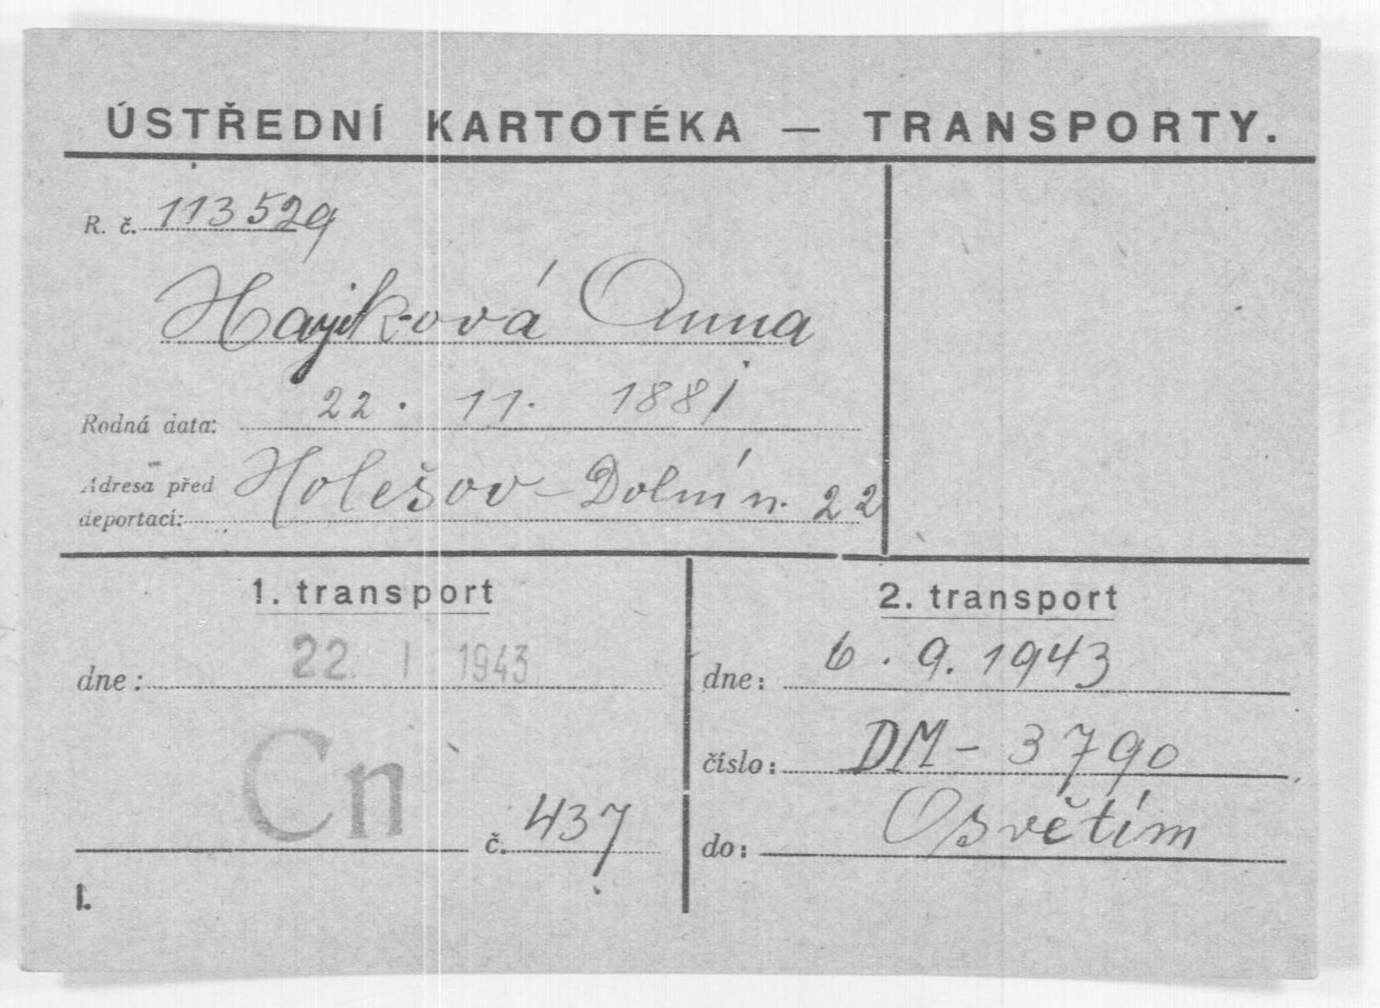 ÚSTŘEDNÍ KARTOTÉKA — TRANSPORTY.
R. č. 113529
Hajková Anna
Rodná data: 22. 11. 1881
Adresa před deportací: Holešov - Dolní n. 22
1. transport
dne: 22. I 1943
Cn
č. 437
2. transport
dne: 6. 9. 1943
číslo: DM - 3790
do: Osvětím
I.